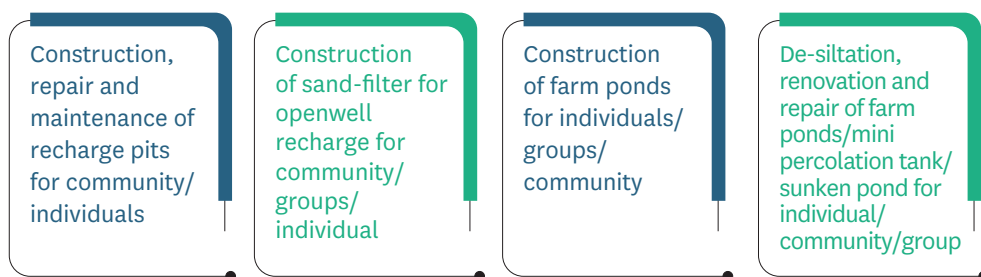 Construction,
repair and
maintenance of
recharge pits
for community/
individuals
Construction
of sand-filter for
openwell
recharge for
community/
groups/
individual
Construction
of farm ponds
for individuals/
groups/
community
De-siltation,
renovation and
repair of farm
ponds/mini
percolation tank/
sunken pond for
individual/
community/group